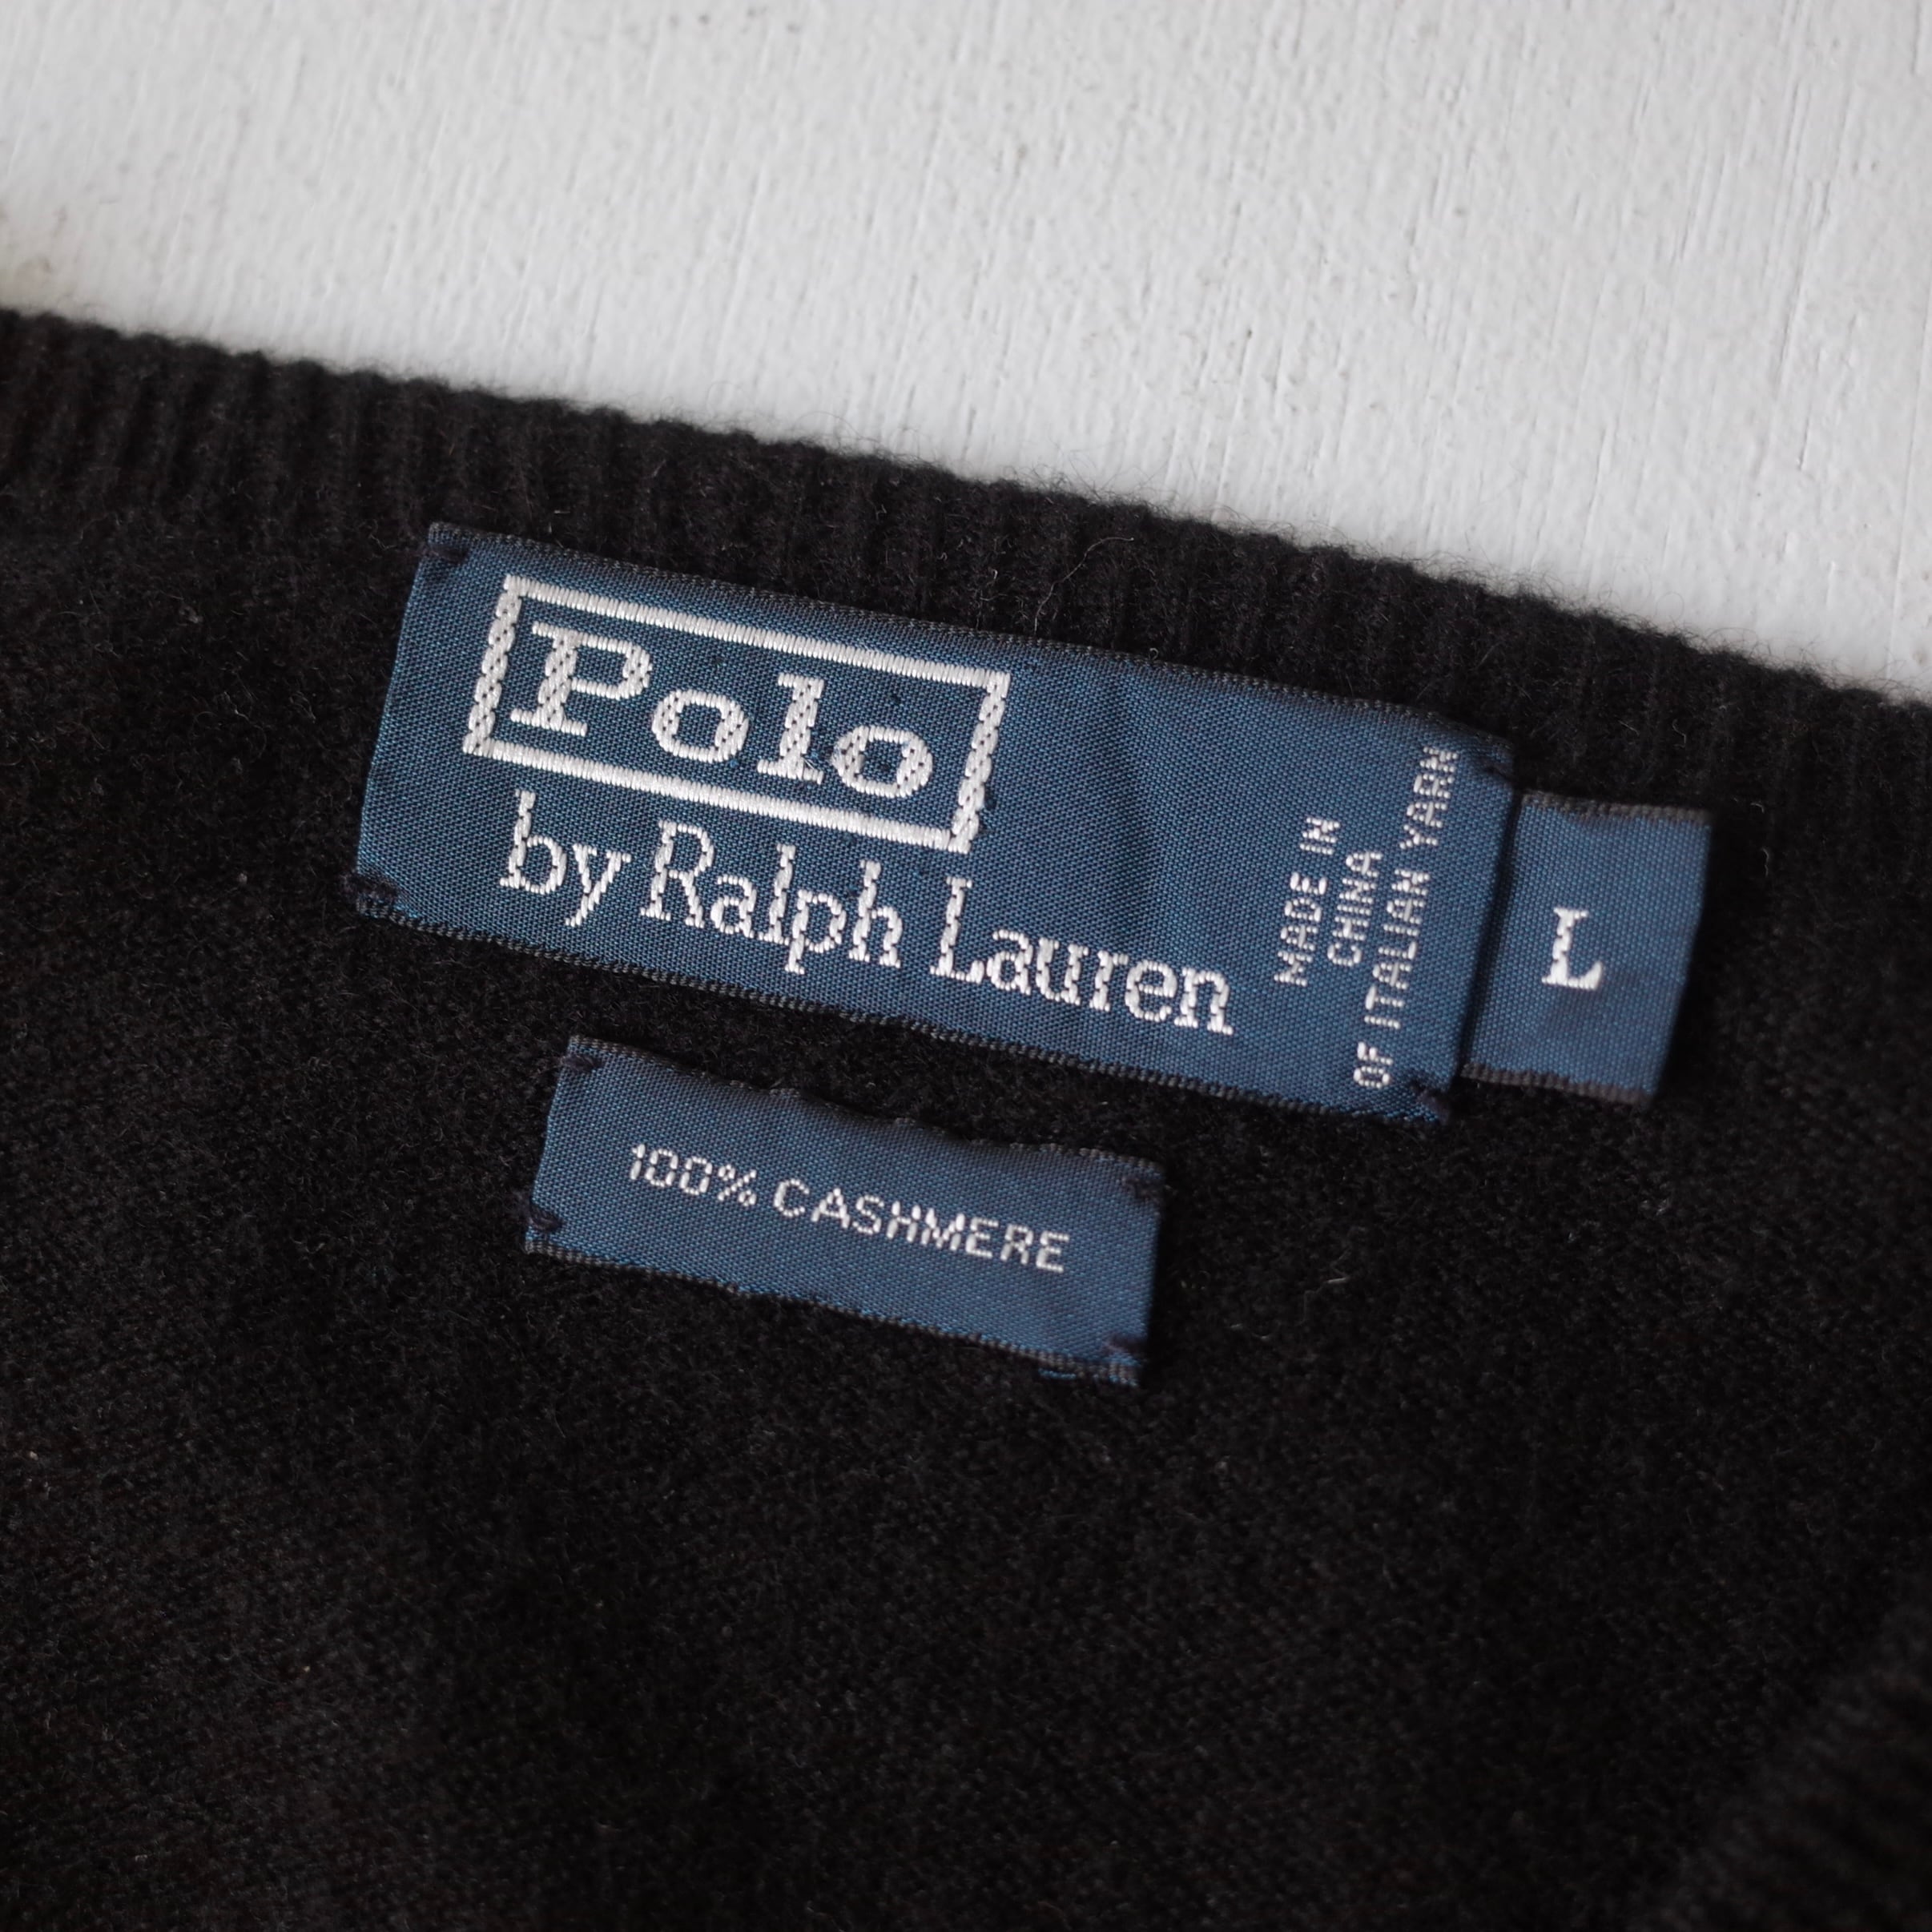 Polo
by Ralph Lauren
MADE IN
CHINA
OF ITALIAN YARN
L
100% CASHMERE